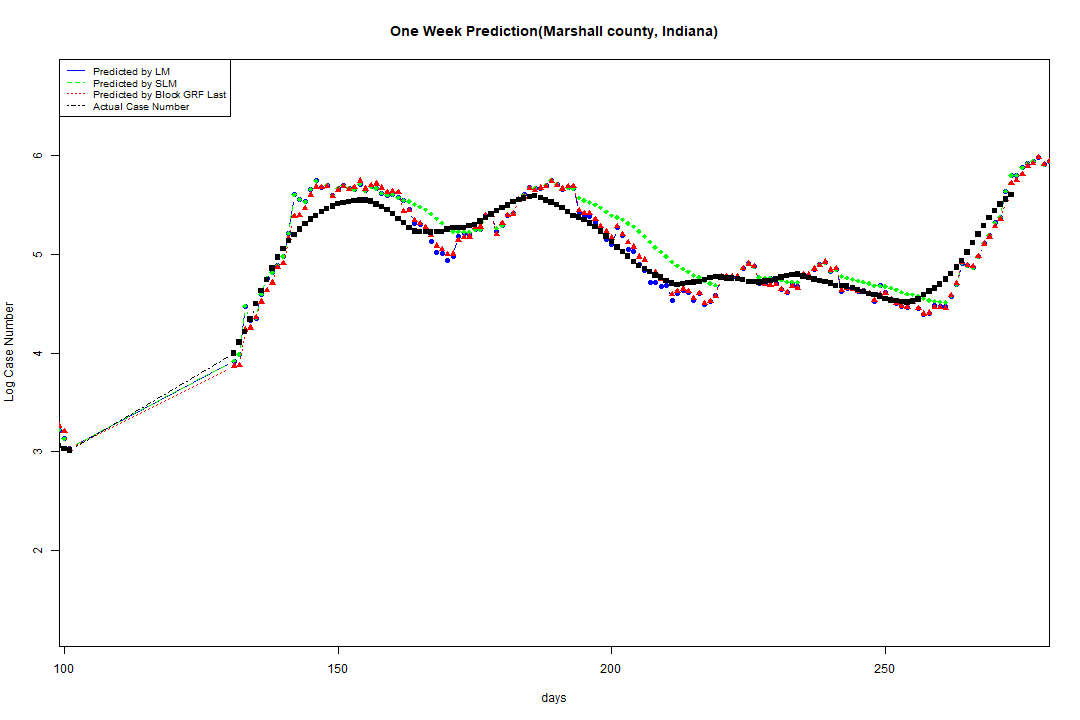 One Week Prediction(Marshall county, Indiana)
Predicted by LM
Predicted by SLM
Predicted by Block GRF Last
Actual Case Number
Log Case Number
6
5
4
3
2
100 150 200 250
days